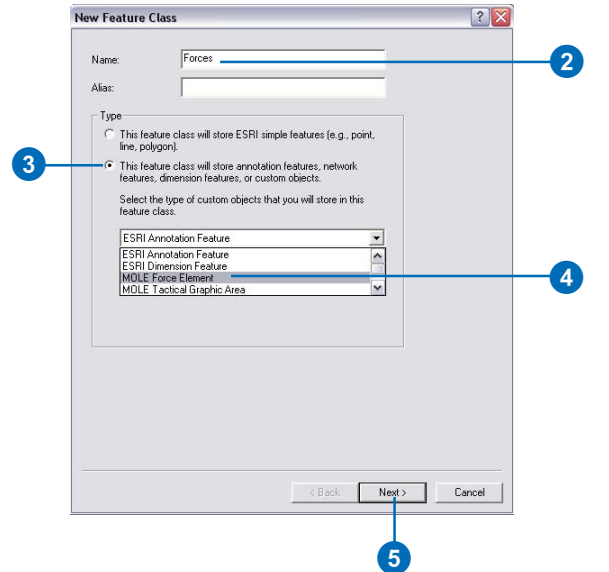 New Feature Class
?
Name:
Forces
2
Alias:
Type
This feature class will store ESRI simple features (e.g., point,
line, polygon).
3
This feature class will store annotation features, network
features, dimension features, or custom objects.
Select the type of custom objects that you will store in this
feature class.
ESRI Annotation Feature
ESRI Annotation Feature
ESRI Dimension Feature
MOLE Force Element
4
MOLE Tactical Graphic Area
< Back
Next >
Cancel
5